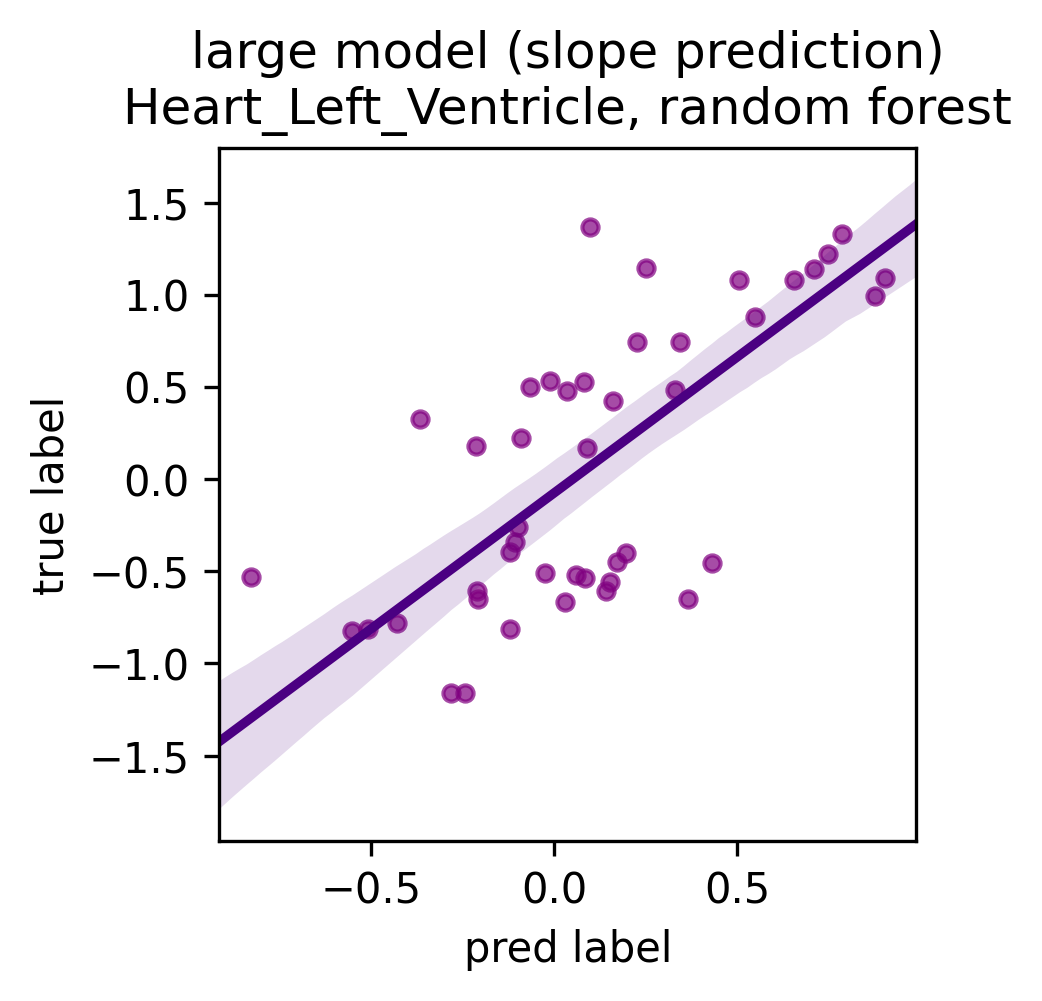 large model (slope prediction)
Heart_Left_Ventricle, random forest
1.5
1.0
0.5
0.0
−0.5
−1.0
−1.5
true label
−0.5
0.0
0.5
pred label